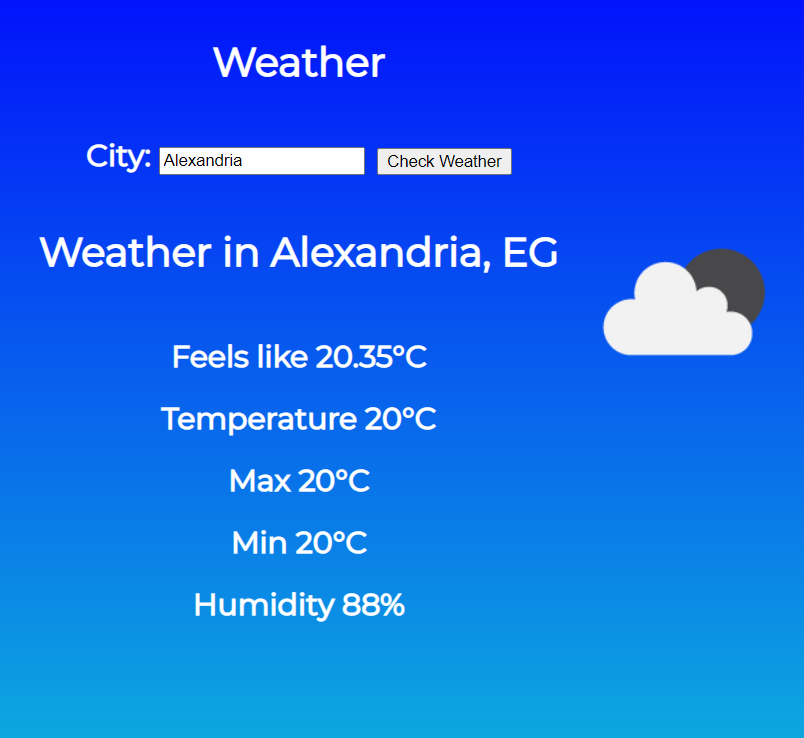 Weather
City: Alexandria Check Weather
Weather in Alexandria, EG
Feels like 20.35°C
Temperature 20°C
Max 20°C
Min 20°C
Humidity 88%